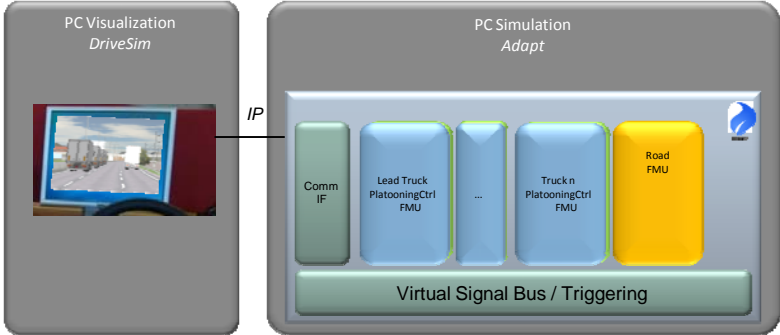 PC Visualization
DriveSim
PC Simulation
Adapt
IP
Comm
IF
Lead Truck
PlatooningCtrl
FMU
...
Truck n
PlatooningCtrl
FMU
Road
FMU
Virtual Signal Bus / Triggering